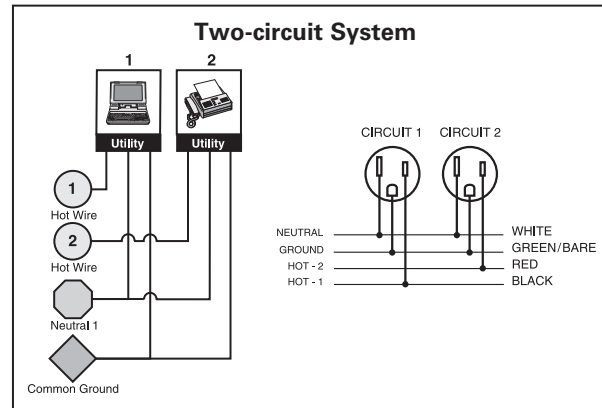 Two-circuit System
1 2
Utility Utility
1
Hot Wire
2
Hot Wire
Neutral 1
Common Ground
CIRCUIT 1 CIRCUIT 2
NEUTRAL WHITE
GROUND GREEN/BARE
HOT - 2 RED
HOT - 1 BLACK